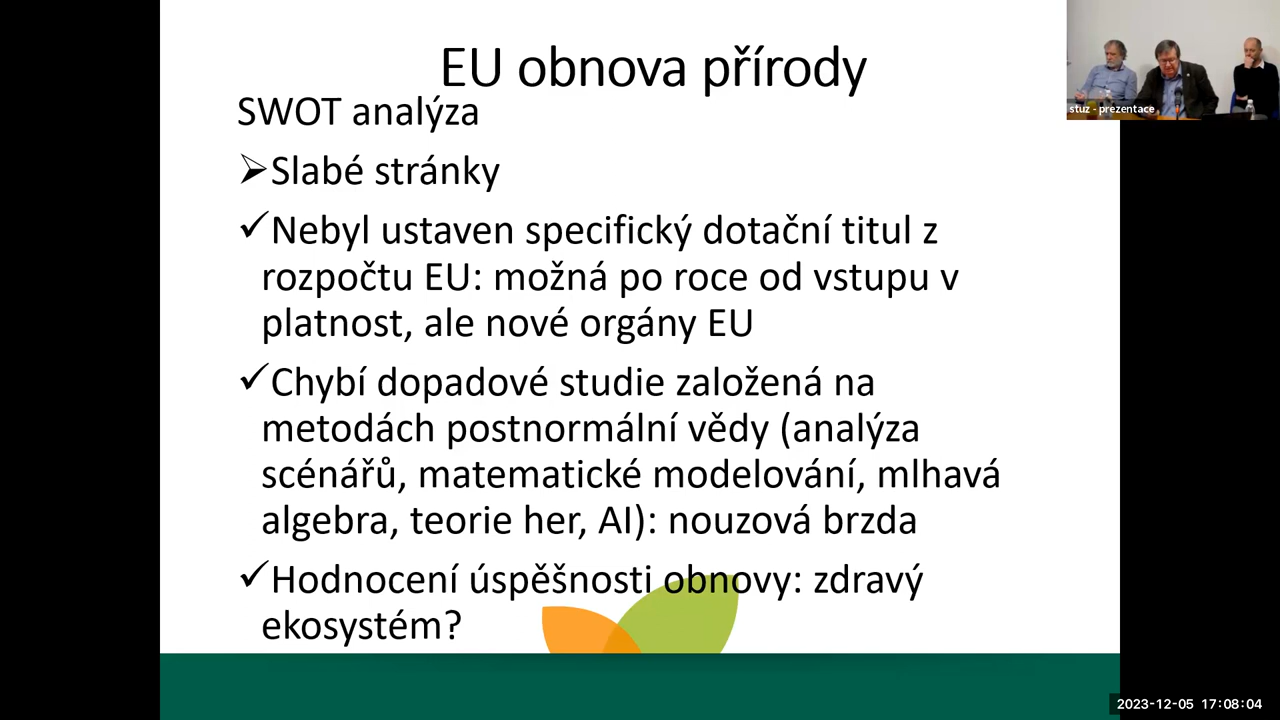 EU obnova přírody
SWOT analýza
➢Slabé stránky
✓Nebyl ustaven specifický dotační titul z
rozpočtu EU: možná po roce od vstupu v
platnost, ale nové orgány EU
✓Chybí dopadové studie založená na
metodách postnormální vědy (analýza
scénářů, matematické modelování, mlhavá
algebra, teorie her, AI): nouzová brzda
✓Hodnocení úspěšnosti obnovy: zdravý
ekosystém?
stuz - prezentace
2023-12-05 17:08:04